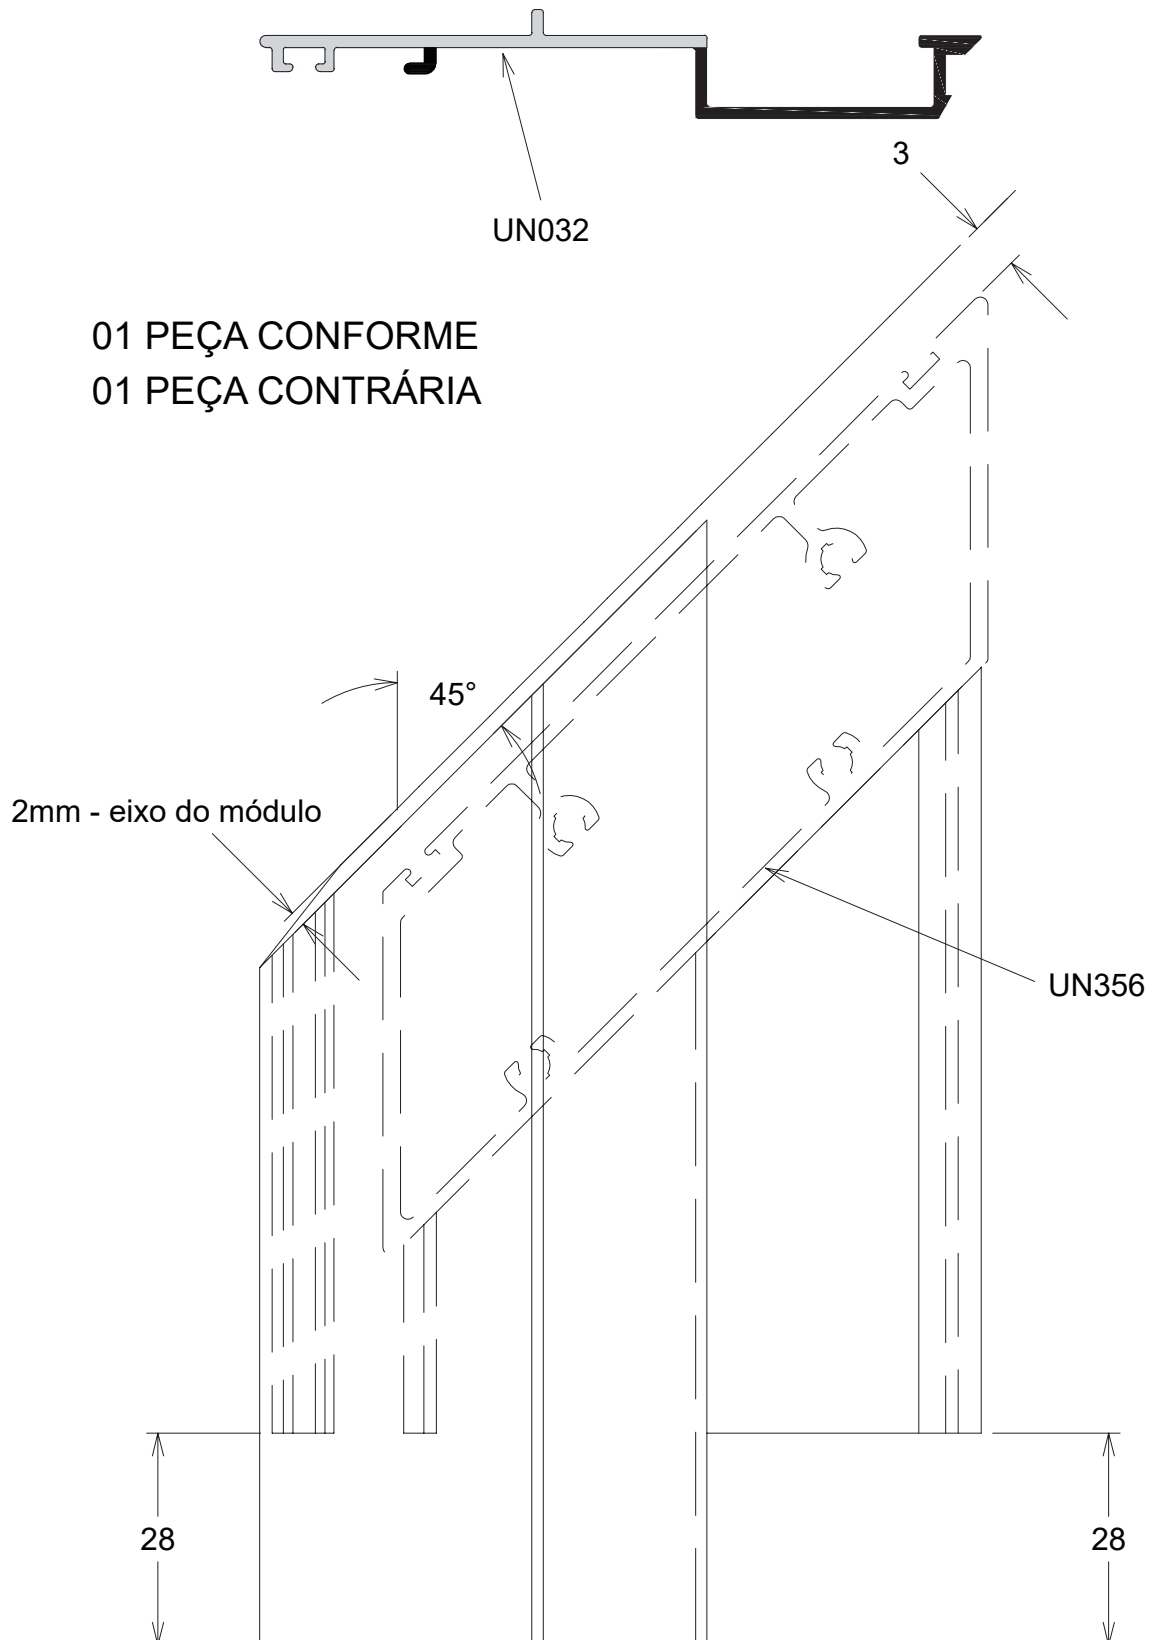 3
UN032
01 PEÇA CONFORME
01 PEÇA CONTRÁRIA
45°
2mm - eixo do módulo
UN356
28
28